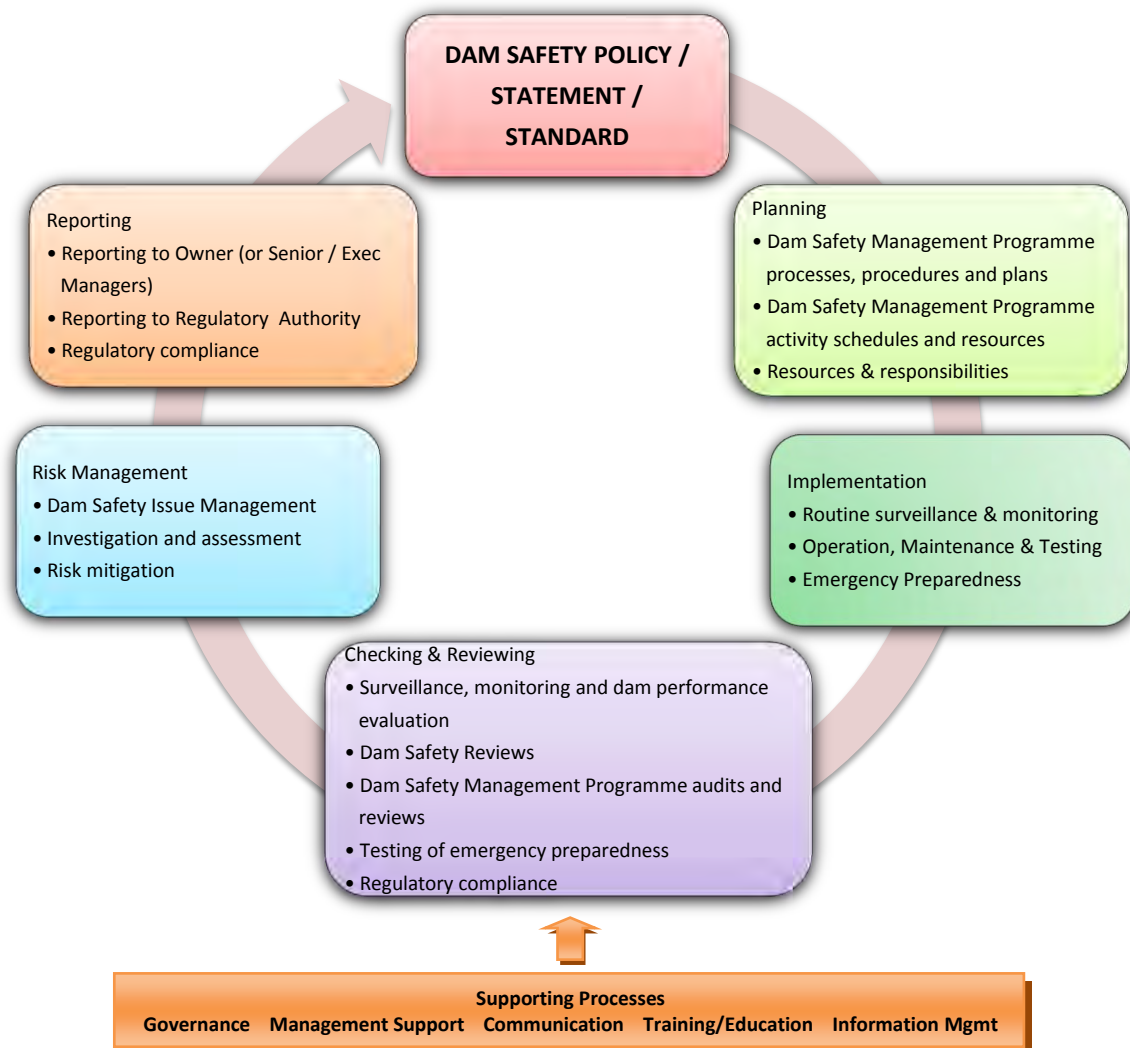 DAM SAFETY POLICY /
STATEMENT /
STANDARD
Planning
• Dam Safety Management Programme
processes, procedures and plans
• Dam Safety Management Programme
activity schedules and resources
• Resources & responsibilities
Implementation
• Routine surveillance & monitoring
• Operation, Maintenance & Testing
• Emergency Preparedness
Checking & Reviewing
• Surveillance, monitoring and dam performance
evaluation
• Dam Safety Reviews
• Dam Safety Management Programme audits and
reviews
• Testing of emergency preparedness
• Regulatory compliance
Risk Management
• Dam Safety Issue Management
• Investigation and assessment
• Risk mitigation
Reporting
• Reporting to Owner (or Senior / Exec
Managers)
• Reporting to Regulatory Authority
• Regulatory compliance
Supporting Processes
Governance Management Support Communication Training/Education Information Mgmt